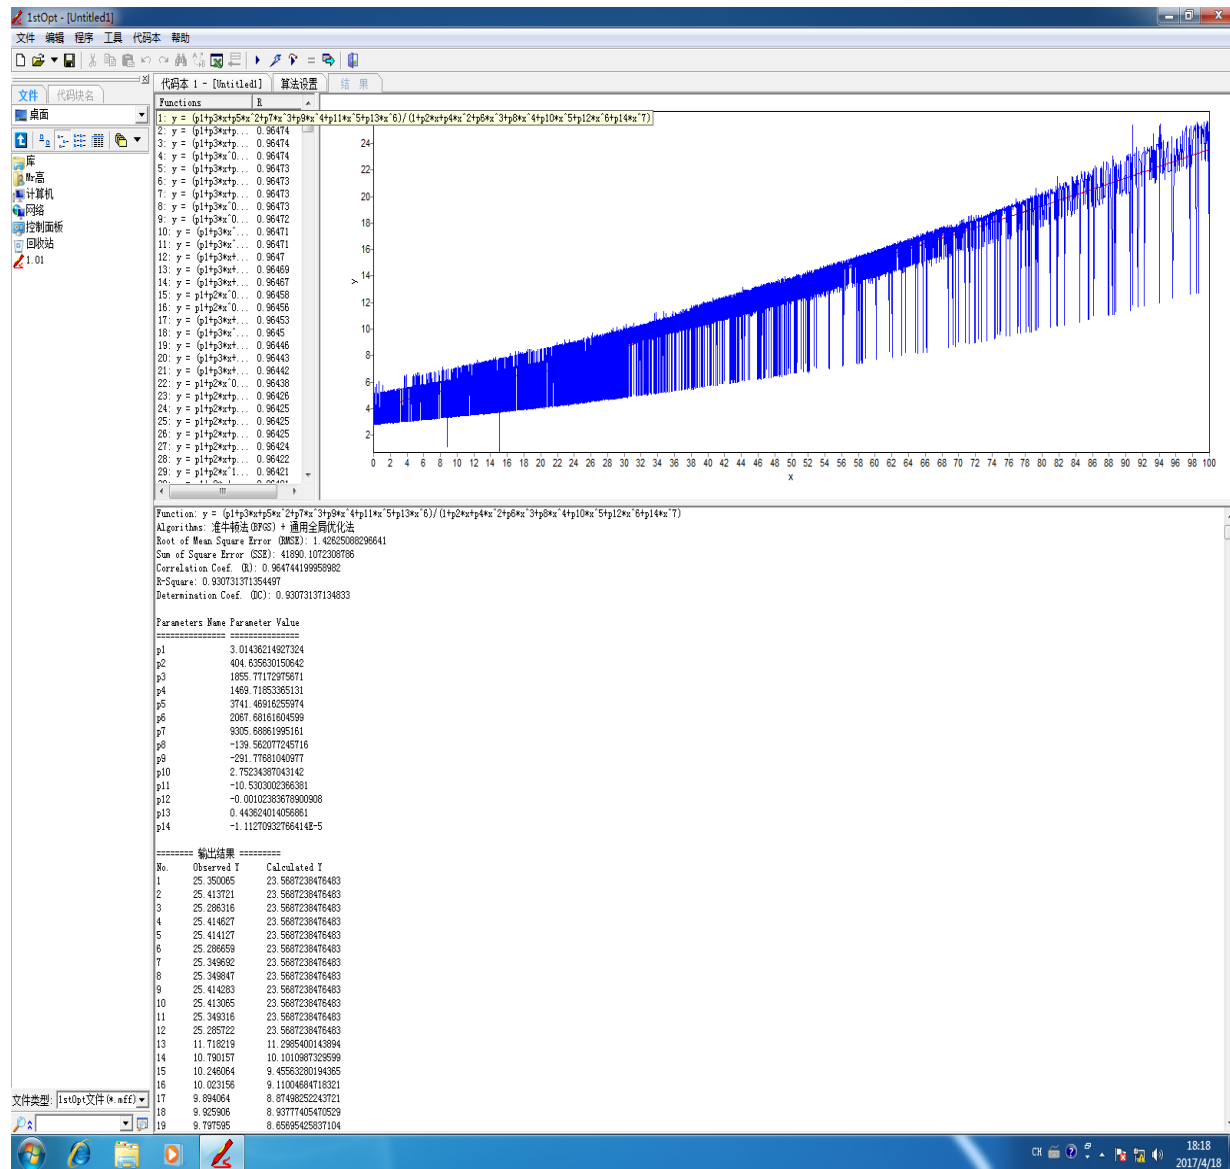 1stOpt - [Untitled1]
文件 编辑 程序 工具 代码本 帮助
文件 代码块名
桌面
库
Mr高
计算机
网络
控制面板
回收站
1.01
文件类型: 1stOpt文件(*.mff)
代码本 1 - [Untitled1] 算法设置 结 果
Functions R
1: y = (p1+p3*x+p5*x^2+p7*x^3+p9*x^4+p11*x^5+p13*x^6)/(1+p2*x+p4*x^2+p6*x^3+p8*x^4+p10*x^5+p12*x^6+p14*x^7)
2: y = (p1+p3*x+p... 0.96474
3: y = (p1+p3*x+p... 0.96474
4: y = (p1+p3*x^0... 0.96474
5: y = (p1+p3*x+p... 0.96473
6: y = (p1+p3*x+p... 0.96473
7: y = (p1+p3*x+p... 0.96473
8: y = (p1+p3*x^0... 0.96473
9: y = (p1+p3*x^0... 0.96472
10: y = (p1+p3*x^... 0.96471
11: y = (p1+p3*x^... 0.96471
12: y = (p1+p3*x+... 0.9647
13: y = (p1+p3*x+... 0.96469
14: y = (p1+p3*x+... 0.96467
15: y = p1+p2*x^0... 0.96458
16: y = p1+p2*x^0... 0.96456
17: y = (p1+p3*x+... 0.96453
18: y = (p1+p3*x^... 0.9645
19: y = (p1+p3*x+... 0.96446
20: y = (p1+p3*x+... 0.96443
21: y = (p1+p3*x+... 0.96442
22: y = p1+p2*x^0... 0.96438
23: y = p1+p2*x+p... 0.96426
24: y = p1+p2*x+p... 0.96425
25: y = p1+p2*x+p... 0.96425
26: y = p1+p2*x+p... 0.96425
27: y = p1+p2*x+p... 0.96424
28: y = p1+p2*x+p... 0.96422
29: y = p1+p2*x^1... 0.96421
24
22
20
18
16
14
12
10
8
6
4
2
Y
0 2 4 6 8 10 12 14 16 18 20 22 24 26 28 30 32 34 36 38 40 42 44 46 48 50 52 54 56 58 60 62 64 66 68 70 72 74 76 78 80 82 84 86 88 90 92 94 96 98 100
X
Function: y = (p1+p3*x+p5*x^2+p7*x^3+p9*x^4+p11*x^5+p13*x^6)/(1+p2*x+p4*x^2+p6*x^3+p8*x^4+p10*x^5+p12*x^6+p14*x^7)
Algorithms: 准牛顿法(BFGS) + 通用全局优化法
Root of Mean Square Error (RMSE): 1.42625088296641
Sum of Square Error (SSE): 41890.1072308786
Correlation Coef. (R): 0.964744199958982
R-Square: 0.930731371354497
Determination Coef. (DC): 0.93073137134833
Parameters Name Parameter Value
=============== ===============
p1 3.01436214927324
p2 404.635630150642
p3 1855.77172975671
p4 1469.71853365131
p5 3741.46916255974
p6 2067.68161604599
p7 9305.68861995161
p8 -139.562077245716
p9 -291.77681040977
p10 2.75234387043142
p11 -10.5303002366381
p12 -0.00102383678900908
p13 0.443624014056861
p14 -1.11270932766414E-5
======== 输出结果 =========
No. Observed Y Calculated Y
1 25.350065 23.5687238476483
2 25.413721 23.5687238476483
3 25.286316 23.5687238476483
4 25.414627 23.5687238476483
5 25.414127 23.5687238476483
6 25.286659 23.5687238476483
7 25.349692 23.5687238476483
8 25.349847 23.5687238476483
9 25.414283 23.5687238476483
10 25.413065 23.5687238476483
11 25.349316 23.5687238476483
12 25.285722 23.5687238476483
13 11.718219 11.2985400143894
14 10.790157 10.1010987329599
15 10.246064 9.45563280194365
16 10.023156 9.11004684718321
17 9.894064 8.87498252243721
18 9.925906 8.93777405470529
19 9.797595 8.65695425837104
CH
18:18
2017/4/18